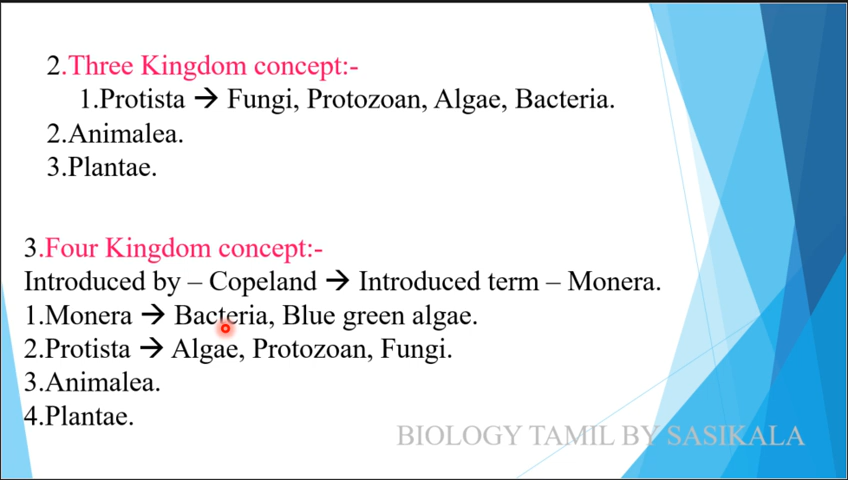 2.Three Kingdom concept:-
1.Protista → Fungi, Protozoan, Algae, Bacteria.
2.Animalea.
3.Plantae.
3.Four Kingdom concept:-
Introduced by – Copeland → Introduced term – Monera.
1.Monera → Bacteria, Blue green algae.
2.Protista → Algae, Protozoan, Fungi.
3.Animalea.
4.Plantae.
BIOLOGY TAMIL BY SASIKALA